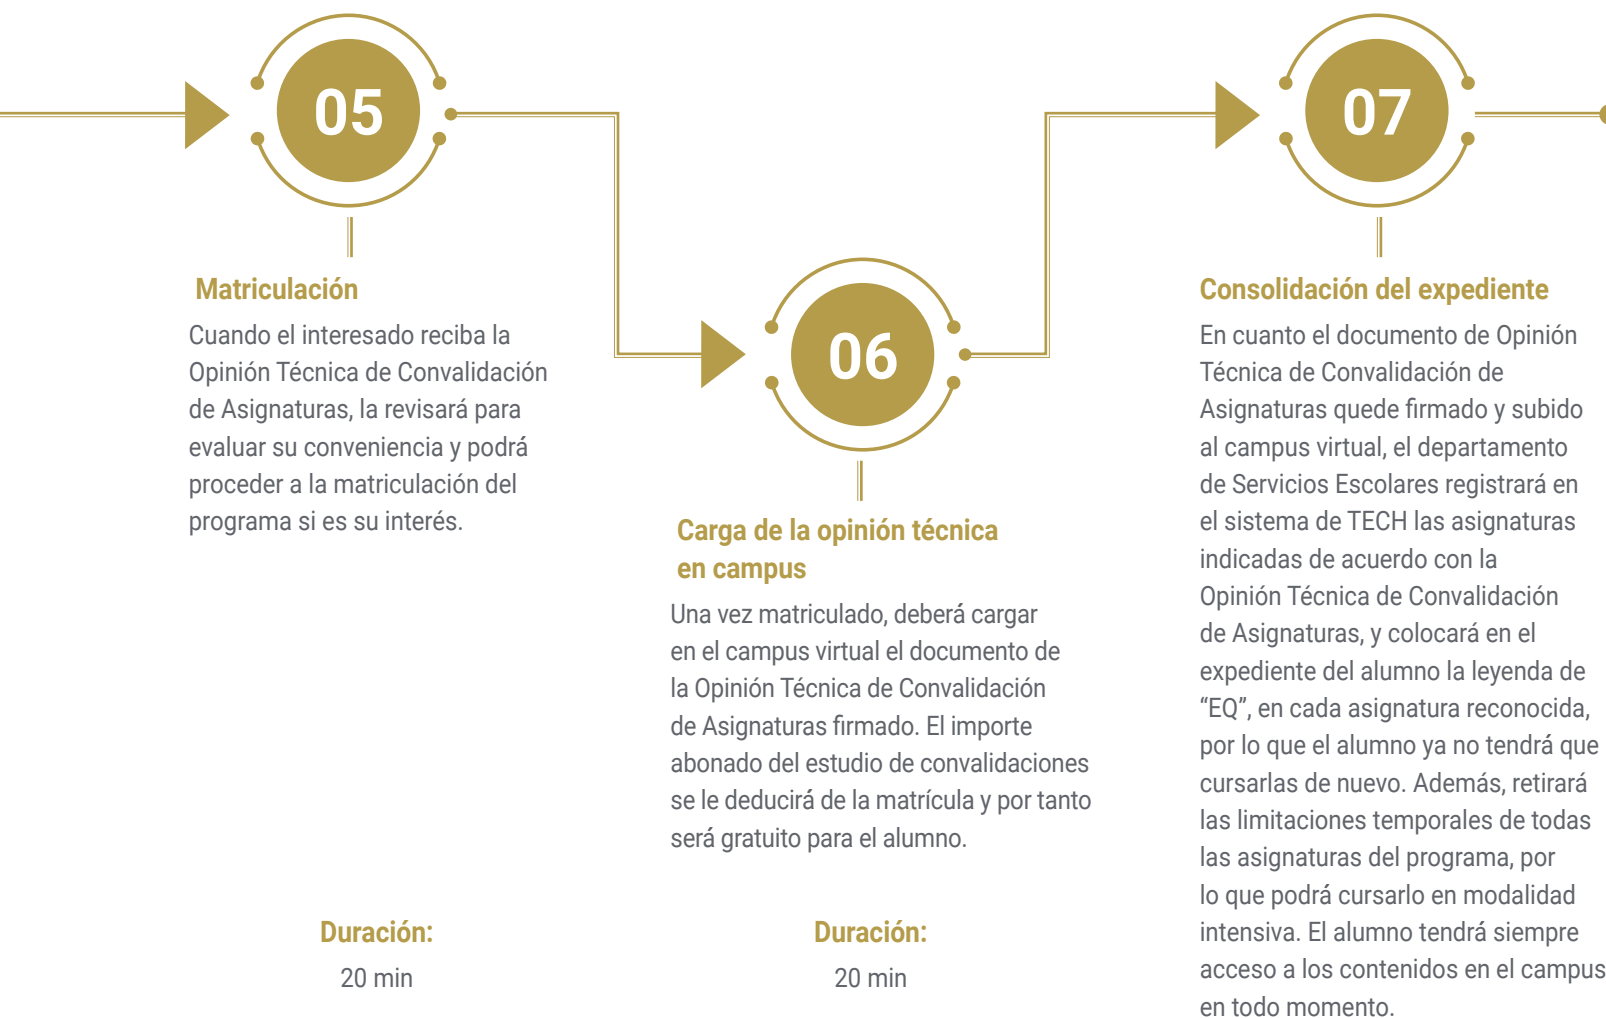 05
Matriculación
Cuando el interesado reciba la
Opinión Técnica de Convalidación
de Asignaturas, la revisará para
evaluar su conveniencia y podrá
proceder a la matriculación del
programa si es su interés.
Duración:
20 min
06
Carga de la opinión técnica
en campus
Una vez matriculado, deberá cargar
en el campus virtual el documento de
la Opinión Técnica de Convalidación
de Asignaturas firmado. El importe
abonado del estudio de convalidaciones
se le deducirá de la matrícula y por tanto
será gratuito para el alumno.
Duración:
20 min
07
Consolidación del expediente
En cuanto el documento de Opinión
Técnica de Convalidación de
Asignaturas quede firmado y subido
al campus virtual, el departamento
de Servicios Escolares registrará en
el sistema de TECH las asignaturas
indicadas de acuerdo con la
Opinión Técnica de Convalidación
de Asignaturas, y colocará en el
expediente del alumno la leyenda de
“EQ”, en cada asignatura reconocida,
por lo que el alumno ya no tendrá que
cursarlas de nuevo. Además, retirará
las limitaciones temporales de todas
las asignaturas del programa, por
lo que podrá cursarlo en modalidad
intensiva. El alumno tendrá siempre
acceso a los contenidos en el campus
en todo momento.